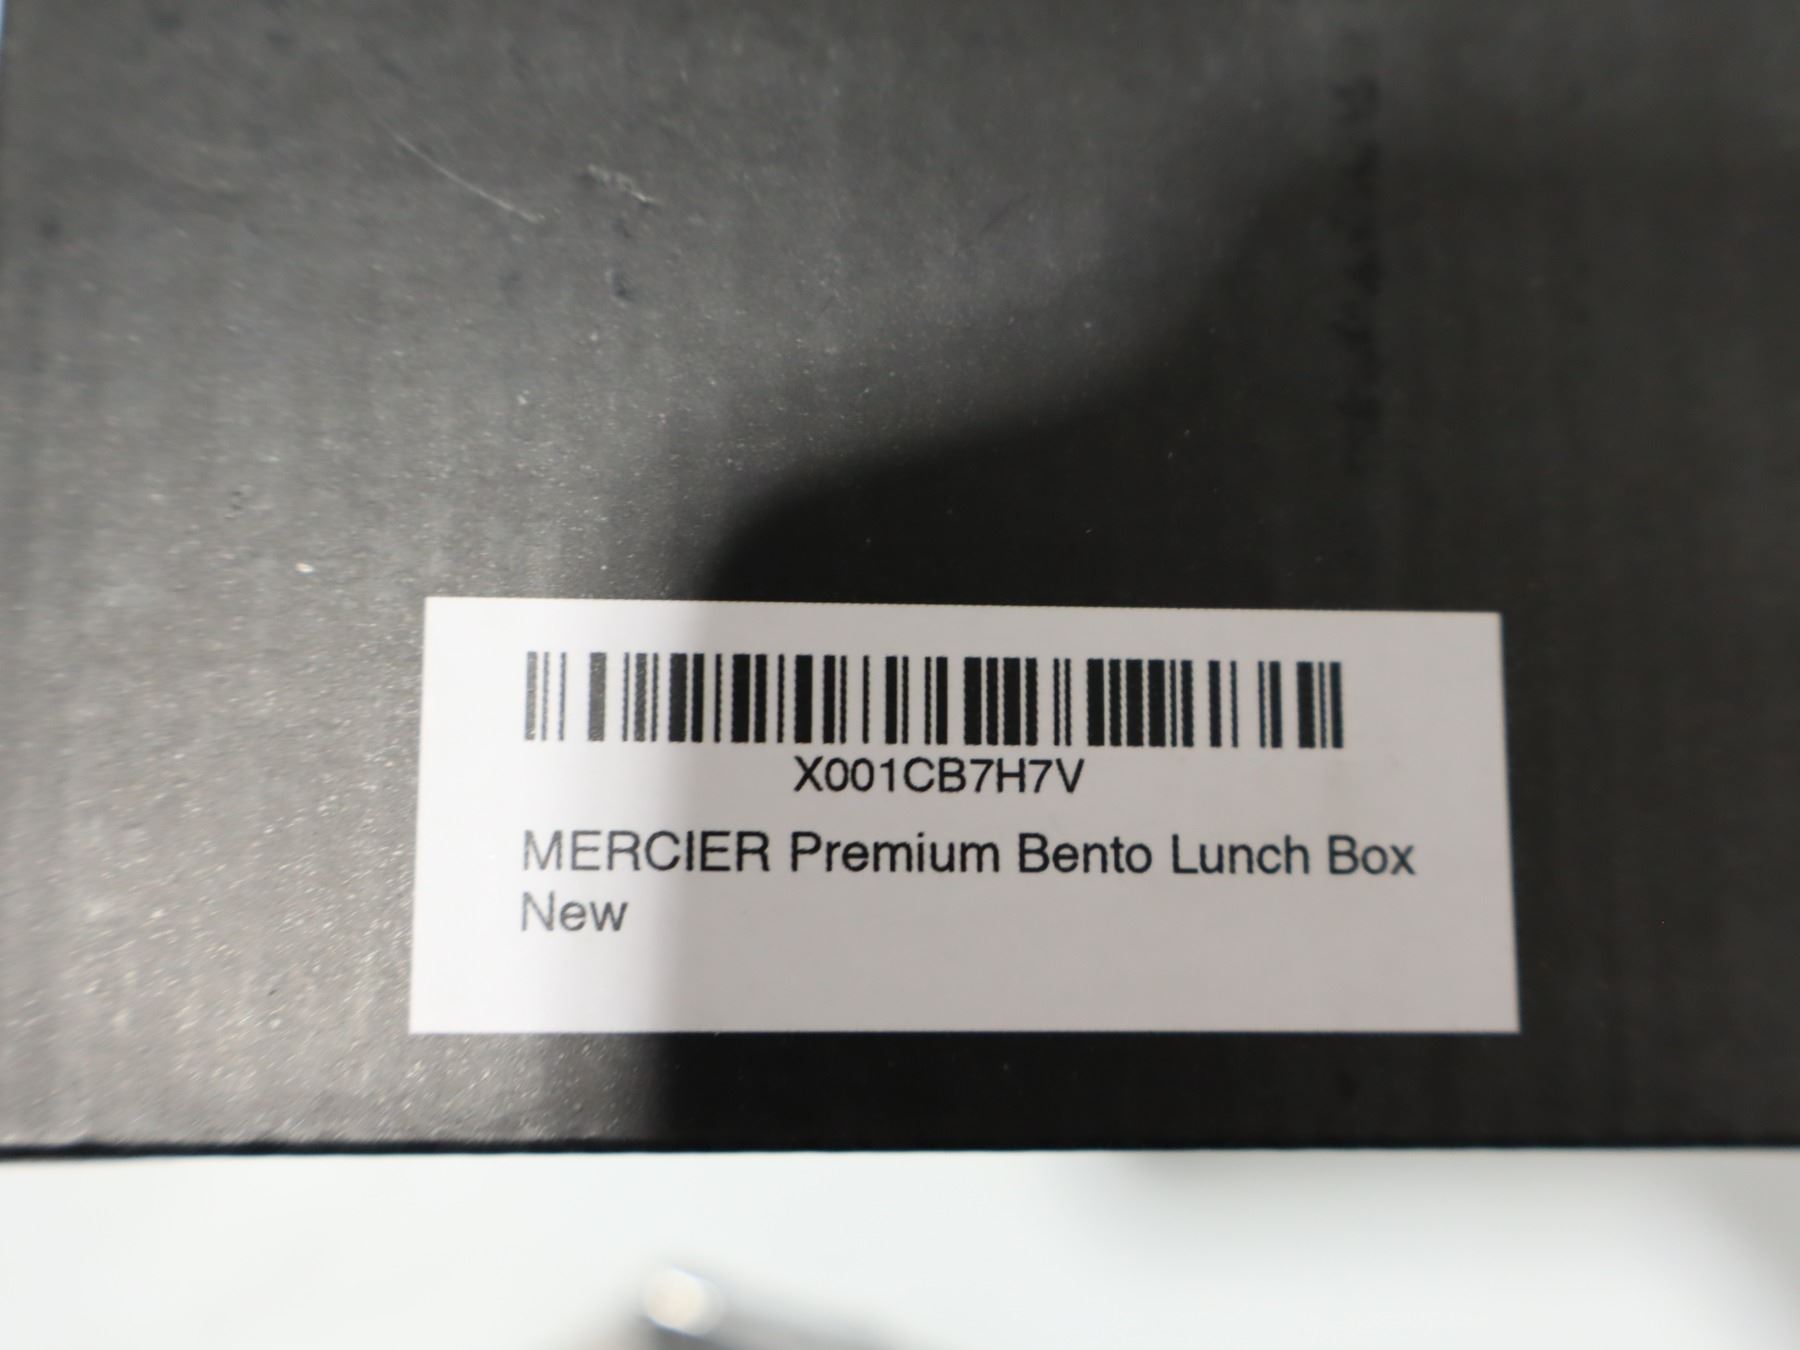 X001CB7H7V
MERCIER Premium Bento Lunch Box
New